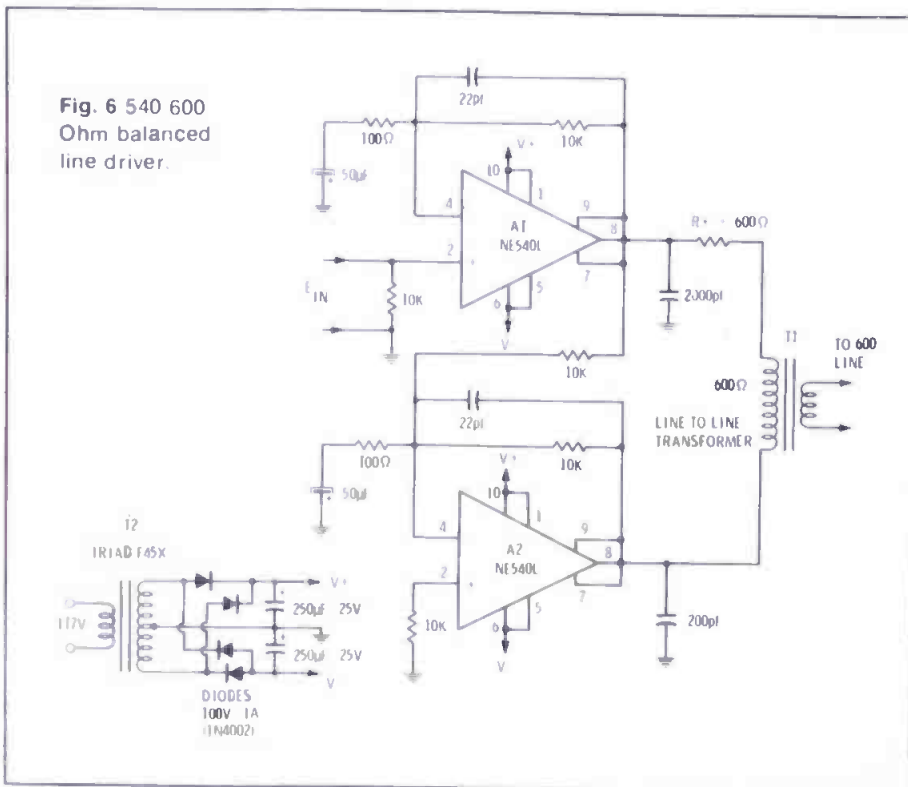 Fig. 6 540 600
Ohm balanced
line driver.
22pf
100Ω
10K
V+
50µF
10
1
4
9
A1
NE540L
8
2
+
7
5
6
V
E IN
10K
R+ 600Ω
2000pf
T1
TO 600
LINE
600Ω
LINE TO LINE
TRANSFORMER
10K
22pf
100Ω
10K
V+
50µF
10
1
4
9
A2
NE540L
8
2
+
7
5
6
V
10K
200pf
T2
TRIAD F45X
117V
V+
250µF 25V
250µF 25V
V
DIODES
100V 1A
(1N4002)